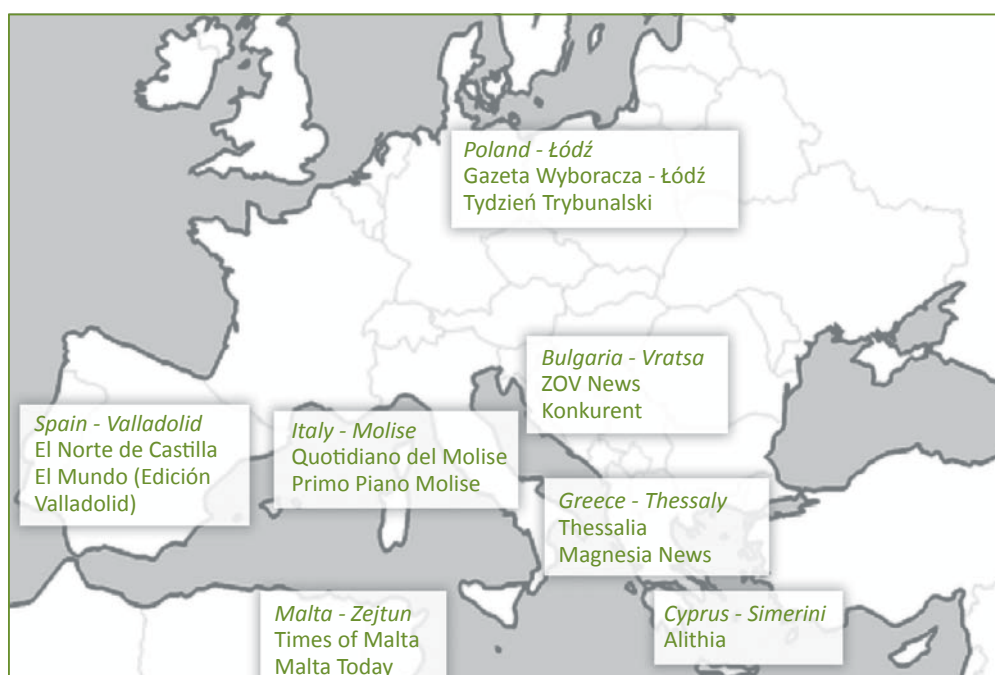 Poland - Łódź
Gazeta Wyboracza - Łódź
Tydzień Trybunalski
Bulgaria - Vratsa
ZOV News
Konkurent
Spain - Valladolid
El Norte de Castilla
El Mundo (Edición
Valladolid)
Italy - Molise
Quotidiano del Molise
Primo Piano Molise
Greece - Thessaly
Thessalia
Magnesia News
Malta - Zejtun
Times of Malta
Malta Today
Cyprus - Simerini
Alithia